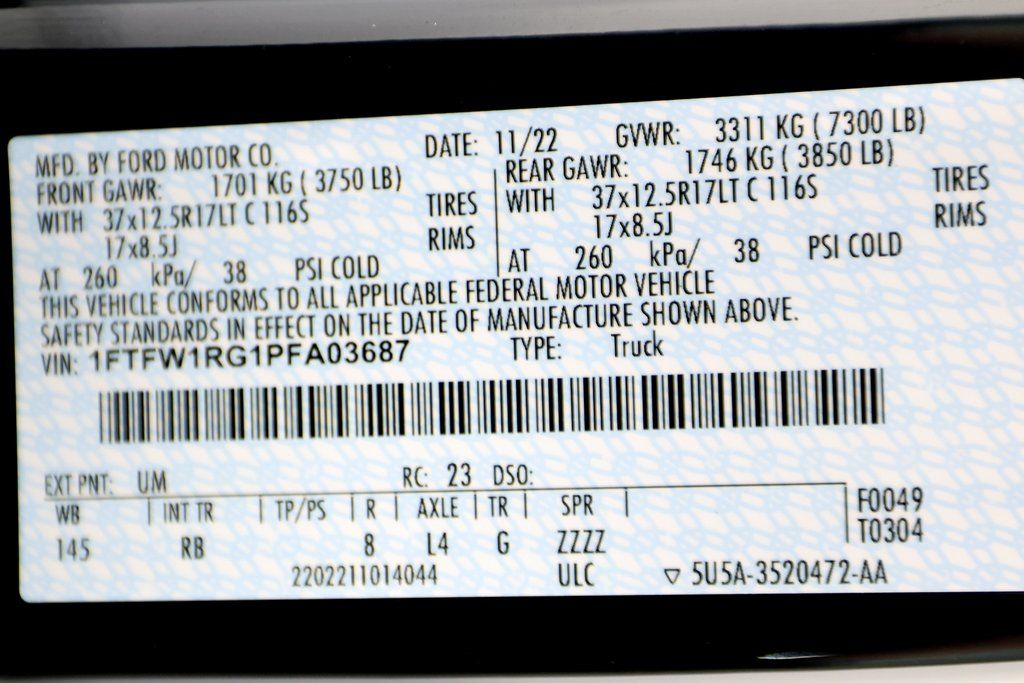 MFD. BY FORD MOTOR CO. DATE: 11/22 GVWR: 3311 KG ( 7300 LB)
FRONT GAWR: 1701 KG ( 3750 LB) REAR GAWR: 1746 KG ( 3850 LB)
WITH 37x12.5R17LT C 116S TIRES WITH 37x12.5R17LT C 116S TIRES
17x8.5J RIMS 17x8.5J RIMS
AT 260 kPa/ 38 PSI COLD AT 260 kPa/ 38 PSI COLD
THIS VEHICLE CONFORMS TO ALL APPLICABLE FEDERAL MOTOR VEHICLE
SAFETY STANDARDS IN EFFECT ON THE DATE OF MANUFACTURE SHOWN ABOVE.
VIN: 1FTFW1RG1PFA03687 TYPE: Truck
EXT PNT: UM RC: 23 DSO:
WB INT TR TP/PS R AXLE TR SPR F0049
T0304
145 RB 8 L4 G ZZZZ
2202211014044 ULC ▽ 5U5A-3520472-AA